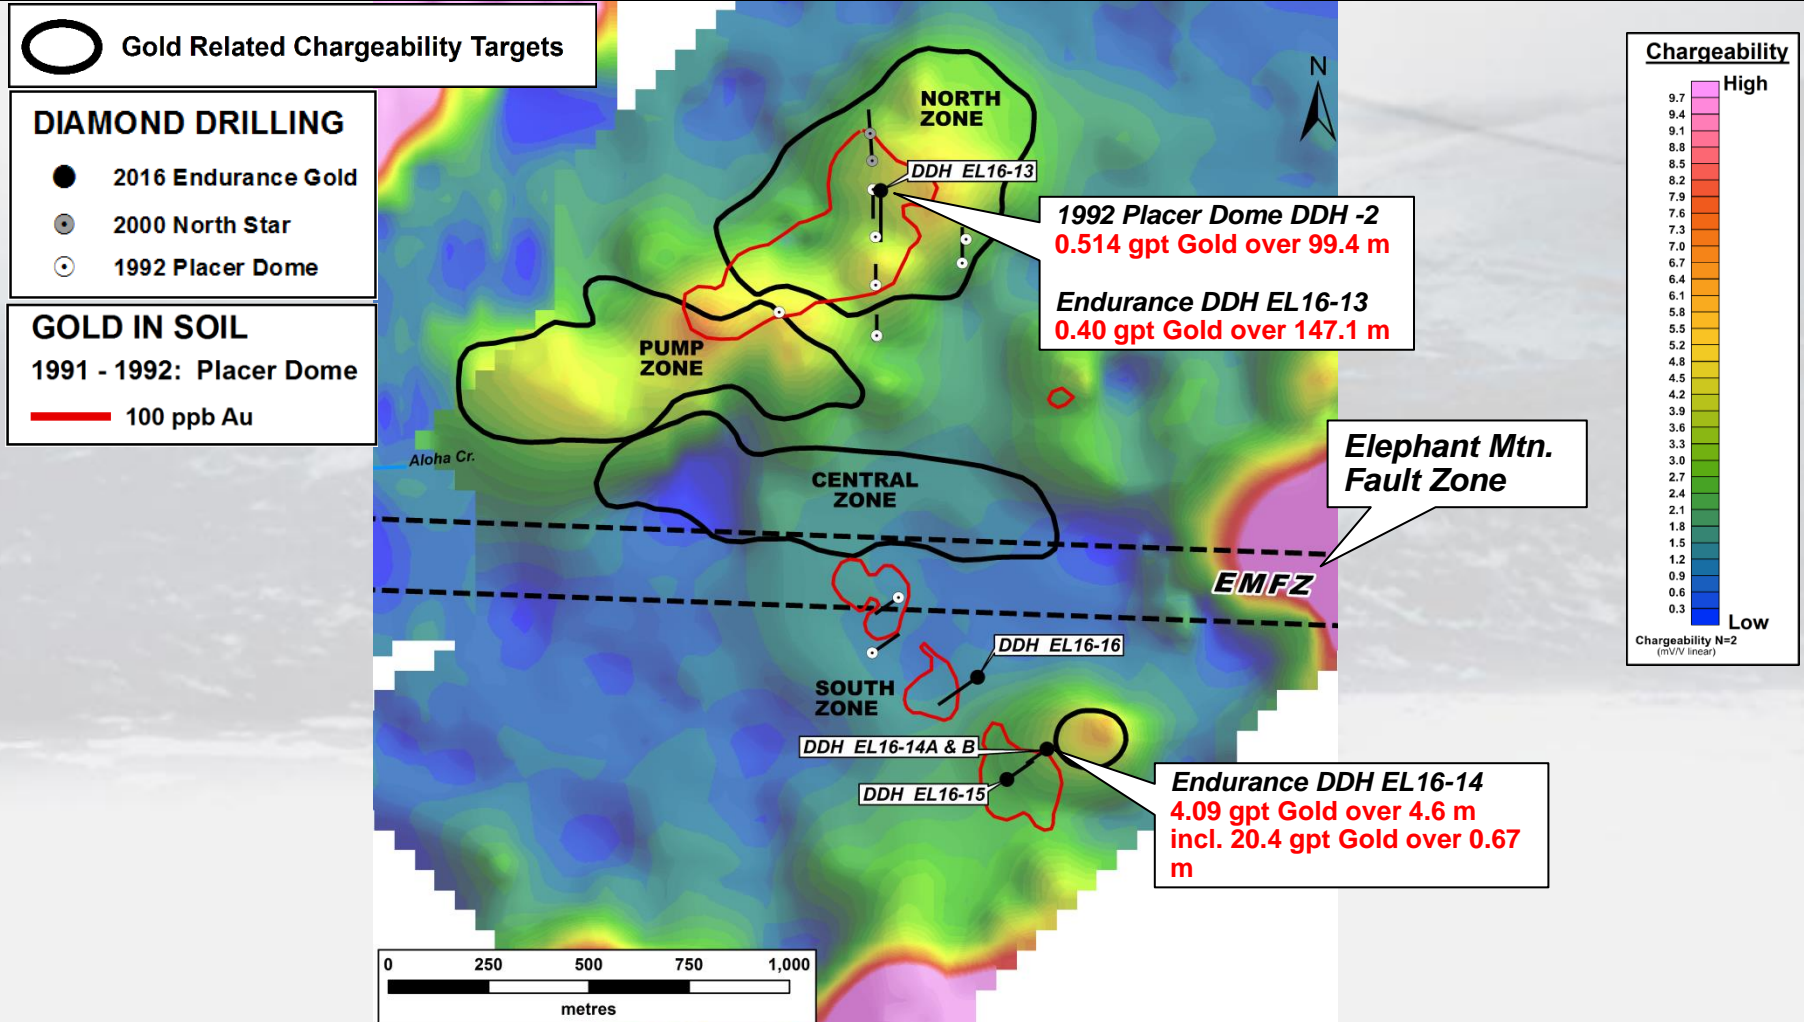 Gold Related Chargeability Targets
DIAMOND DRILLING
2016 Endurance Gold
2000 North Star
1992 Placer Dome
GOLD IN SOIL
1991 - 1992:  Placer Dome
100 ppb Au
N
NORTH
ZONE
DDH EL16-13
1992 Placer Dome DDH -2
0.514 gpt Gold over 99.4 m
Endurance DDH EL16-13
0.40 gpt Gold over 147.1 m
PUMP
ZONE
Aloha Cr.
CENTRAL
ZONE
Elephant Mtn.
Fault Zone
EMFZ
DDH EL16-16
SOUTH
ZONE
DDH EL16-14A & B
DDH EL16-15
Endurance DDH EL16-14
4.09 gpt Gold over 4.6 m
incl. 20.4 gpt Gold over 0.67
m
0 250 500 750 1,000
metres
Chargeability
High
9.7
9.4
9.1
8.8
8.5
8.2
7.9
7.6
7.3
7.0
6.7
6.4
6.1
5.8
5.5
5.2
4.8
4.5
4.2
3.9
3.6
3.3
3.0
2.7
2.4
2.1
1.8
1.5
1.2
0.9
0.6
0.3
Low
Chargeability N=2
(mV/V linear)